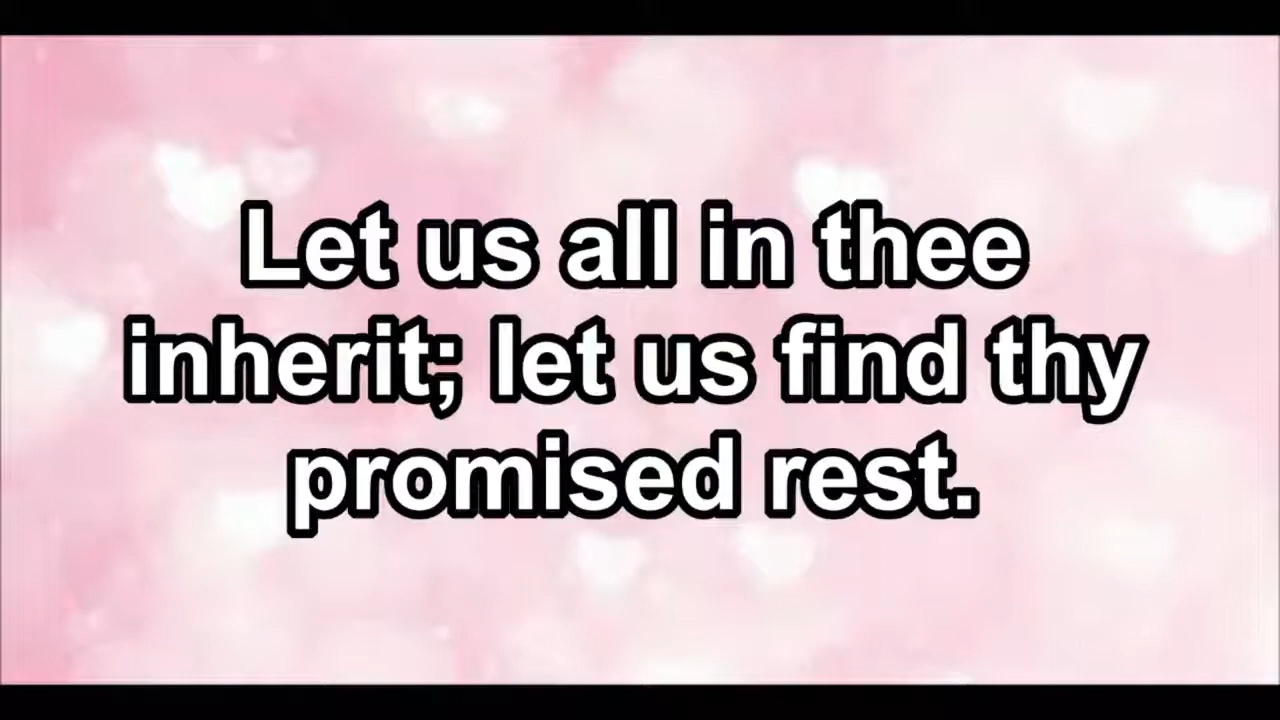 Let us all in thee
inherit; let us find thy
promised rest.